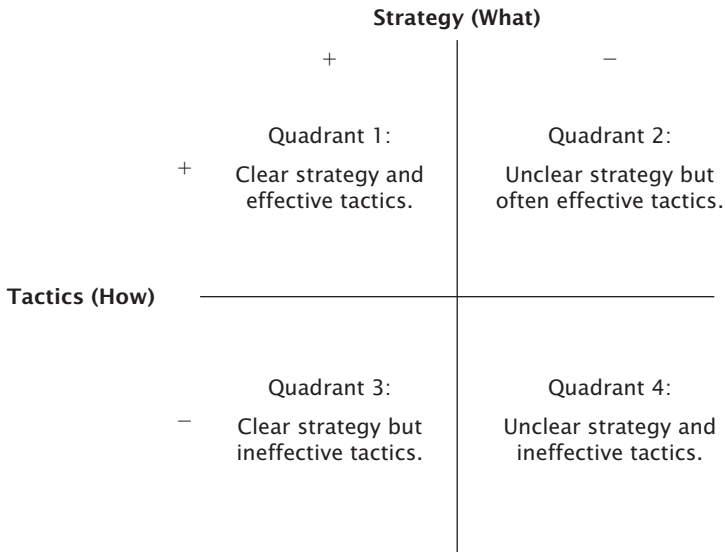 Strategy (What)
+
−
Quadrant 1:
Clear strategy and
effective tactics.
Quadrant 2:
Unclear strategy but
often effective tactics.
+
Tactics (How)
Quadrant 3:
Clear strategy but
ineffective tactics.
Quadrant 4:
Unclear strategy and
ineffective tactics.
−